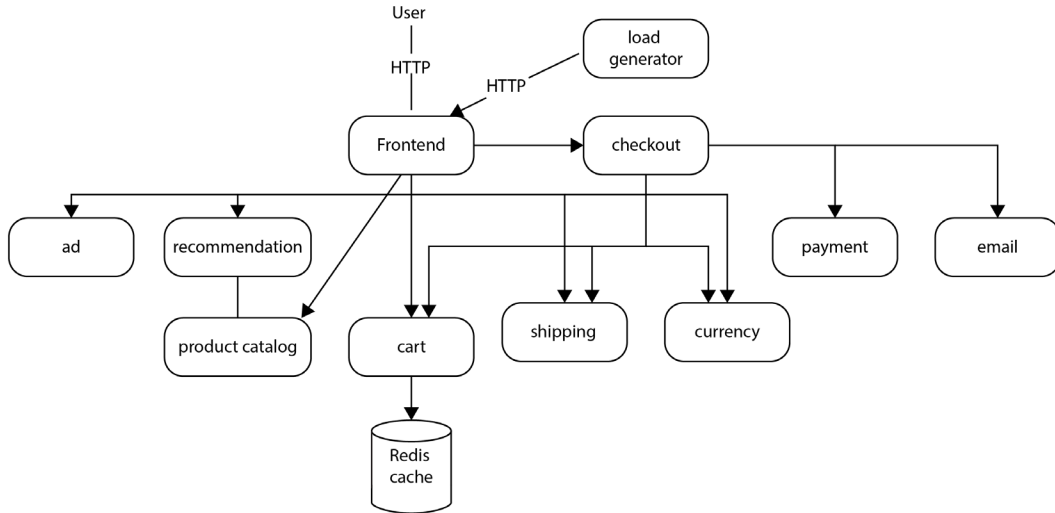 User
load
generator
HTTP
HTTP
Frontend
checkout
ad
recommendation
payment
email
product catalog
cart
shipping
currency
Redis
cache